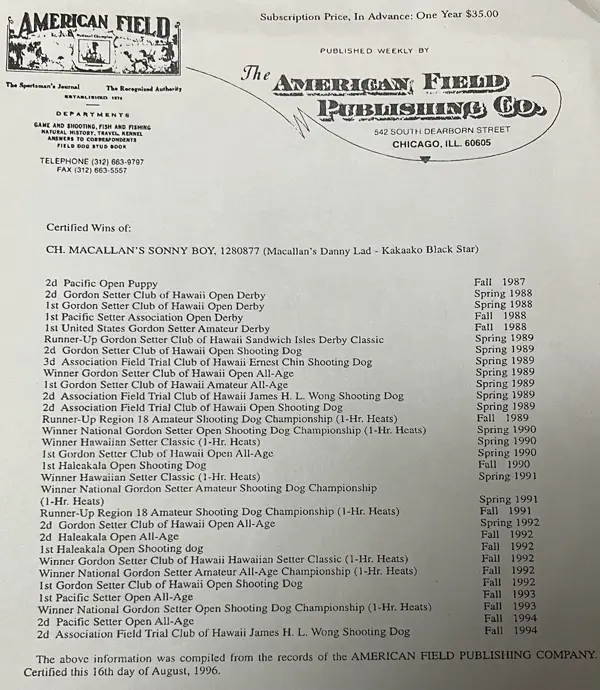 Subscription Price, In Advance: One Year $35.00
AMERICAN FIELD
PUBLISHED WEEKLY BY
The Sportsman's Journal The Recognized Authority
ESTABLISHED 1874
The AMERICAN FIELD
PUBLISHING CO.
DEPARTMENTS
GAME AND SHOOTING, FISH AND FISHING
NATURAL HISTORY, TRAVEL, KENNEL
ANSWERS TO CORRESPONDENTS
FIELD DOG STUD BOOK
542 SOUTH DEARBORN STREET
CHICAGO, ILL. 60605
TELEPHONE (312) 663-9797
FAX (312) 663-5557
Certified Wins of:
CH. MACALLAN'S SONNY BOY, 1280877 (Macallan's Danny Lad - Kakaako Black Star)
2d Pacific Open Puppy Fall 1987
2d Gordon Setter Club of Hawaii Open Derby Spring 1988
1st Gordon Setter Club of Hawaii Open Derby Spring 1988
1st Pacific Setter Association Open Derby Fall 1988
1st United States Gordon Setter Amateur Derby Fall 1988
Runner-Up Gordon Setter Club of Hawaii Sandwich Isles Derby Classic Spring 1989
2d Gordon Setter Club of Hawaii Open Shooting Dog Spring 1989
3d Association Field Trial Club of Hawaii Ernest Chin Shooting Dog Spring 1989
Winner Gordon Setter Club of Hawaii Open All-Age Spring 1989
1st Gordon Setter Club of Hawaii Amateur All-Age Spring 1989
2d Association Field Trial Club of Hawaii James H. L. Wong Shooting Dog Spring 1989
2d Association Field Trial Club of Hawaii Open Shooting Dog Spring 1989
Runner-Up Region 18 Amateur Shooting Dog Championship (1-Hr. Heats) Fall 1989
Winner National Gordon Setter Open Shooting Dog Championship (1-Hr. Heats) Spring 1990
Winner Hawaiian Setter Classic (1-Hr. Heats) Spring 1990
1st Gordon Setter Club of Hawaii Open All-Age Spring 1990
1st Haleakala Open Shooting Dog Fall 1990
Winner Hawaiian Setter Classic (1-Hr. Heats) Spring 1991
Winner National Gordon Setter Amateur Shooting Dog Championship
(1-Hr. Heats) Spring 1991
Runner-Up Region 18 Amateur Shooting Dog Championship (1-Hr. Heats) Fall 1991
2d Gordon Setter Club of Hawaii Open All-Age Spring 1992
2d Haleakala Open All-Age Fall 1992
1st Haleakala Open Shooting dog Fall 1992
Winner Gordon Setter Club of Hawaii Hawaiian Setter Classic (1-Hr. Heats) Fall 1992
Winner National Gordon Setter Amateur All-Age Championship (1-Hr. Heats) Fall 1992
1st Gordon Setter Club of Hawaii Open Shooting Dog Fall 1992
1st Pacific Setter Open All-Age Fall 1993
Winner National Gordon Setter Open Shooting Dog Championship (1-Hr. Heats) Fall 1993
2d Pacific Setter Open All-Age Fall 1994
2d Association Field Trial Club of Hawaii James H. L. Wong Shooting Dog Fall 1994
The above information was compiled from the records of the AMERICAN FIELD PUBLISHING COMPANY.
Certified this 16th day of August, 1996.